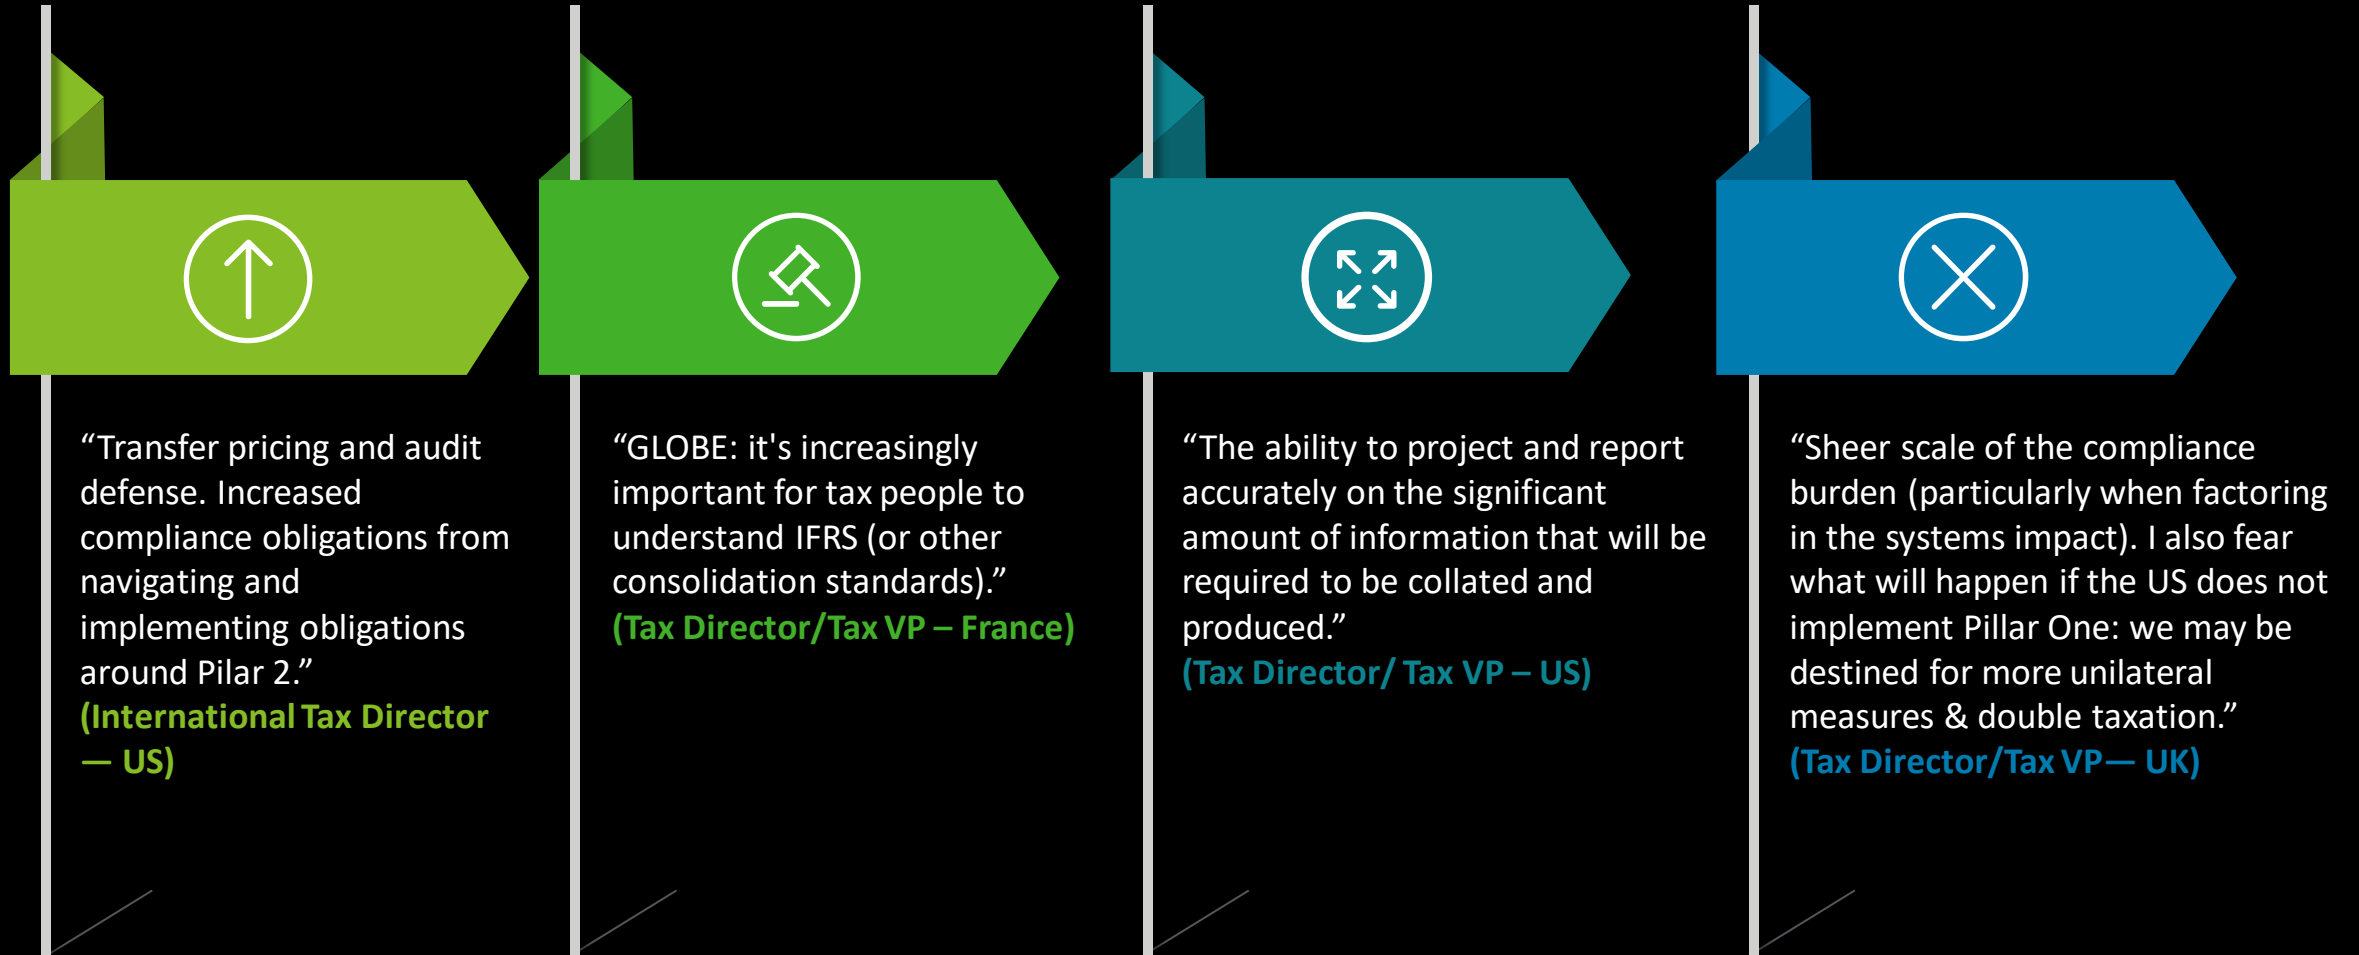 “Transfer pricing and audit
defense. Increased
compliance obligations from
navigating and
implementing obligations
around Pilar 2.”
(International Tax Director
— US)
“GLOBE: it's increasingly
important for tax people to
understand IFRS (or other
consolidation standards).”
(Tax Director/Tax VP – France)
“The ability to project and report
accurately on the significant
amount of information that will be
required to be collated and
produced.”
(Tax Director/ Tax VP – US)
“Sheer scale of the compliance
burden (particularly when factoring
in the systems impact). I also fear
what will happen if the US does not
implement Pillar One: we may be
destined for more unilateral
measures & double taxation.”
(Tax Director/Tax VP— UK)